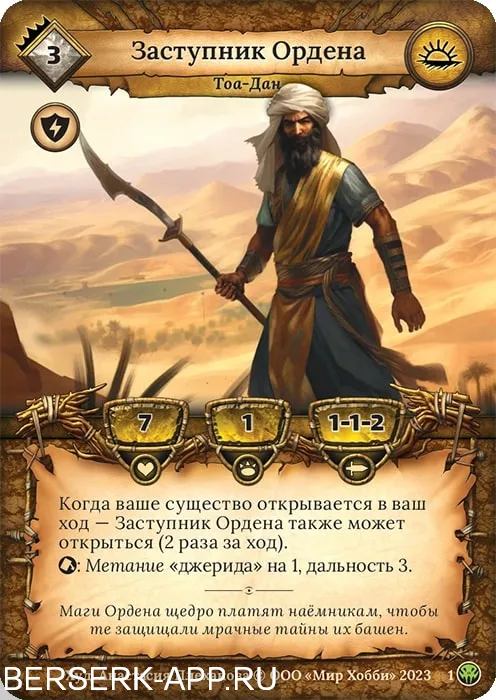 3
Заступник Ордена
Тоа-Дан
7
1
1-1-2
Когда ваше существо открывается в ваш
ход — Заступник Ордена также может
открыться (2 раза за ход).
: Метание «джерида» на 1, дальность 3.
Маги Ордена щедро платят наёмникам, чтобы
те защищали мрачные тайны их башен.
© ООО «Мир Хобби» 2023
1
BERSERK-APP.RU